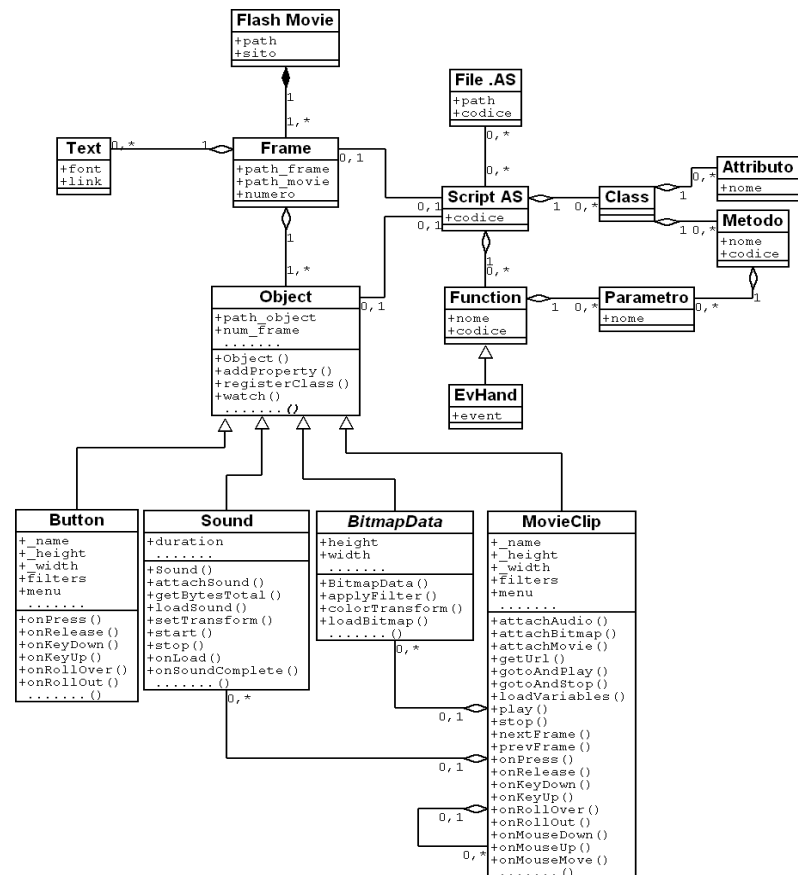 Flash Movie
+path
+sito
1
1,*
File .AS
+path
+codice
0,*
0,*
Text
+font
+link
0,*
1
Frame
+path_frame
+path_movie
+numero
0,1
0,1
0,1
1
1,*
Script AS
+codice
1
0,*
Class
1
0,*
Attributo
+nome
1
0,*
Metodo
+nome
+codice
1
0,*
Function
+nome
+codice
1
0,*
Parametro
+nome
0,*
1
EvHand
+event
Object
+path_object
+num_frame
.......
+Object()
+addProperty()
+registerClass()
+watch()
.......()
0,1
Button
+_name
+_height
+_width
+filters
+menu
.......
+onPress()
+onRelease()
+onKeyDown()
+onKeyUp()
+onRollOver()
+onRollOut()
.......()
Sound
+duration
.......
+Sound()
+attachSound()
+getBytesTotal()
+loadSound()
+setTransform()
+start()
+stop()
+onLoad()
+onSoundComplete()
.......()
0,*
BitmapData
+height
+width
.......
+BitmapData()
+applyFilter()
+colorTransform()
+loadBitmap()
.......()
0,*
MovieClip
+_name
+_height
+_width
+filters
+menu
.......
+attachAudio()
+attachBitmap()
+attachMovie()
+getUrl()
+gotoAndPlay()
+gotoAndStop()
+loadVariables()
+play()
+stop()
+nextFrame()
+prevFrame()
+onPress()
+onRelease()
+onKeyDown()
+onKeyUp()
+onRollOver()
+onRollOut()
+onMouseDown()
+onMouseUp()
+onMouseMove()
.......()
0,1
0,1
0,1
0,*